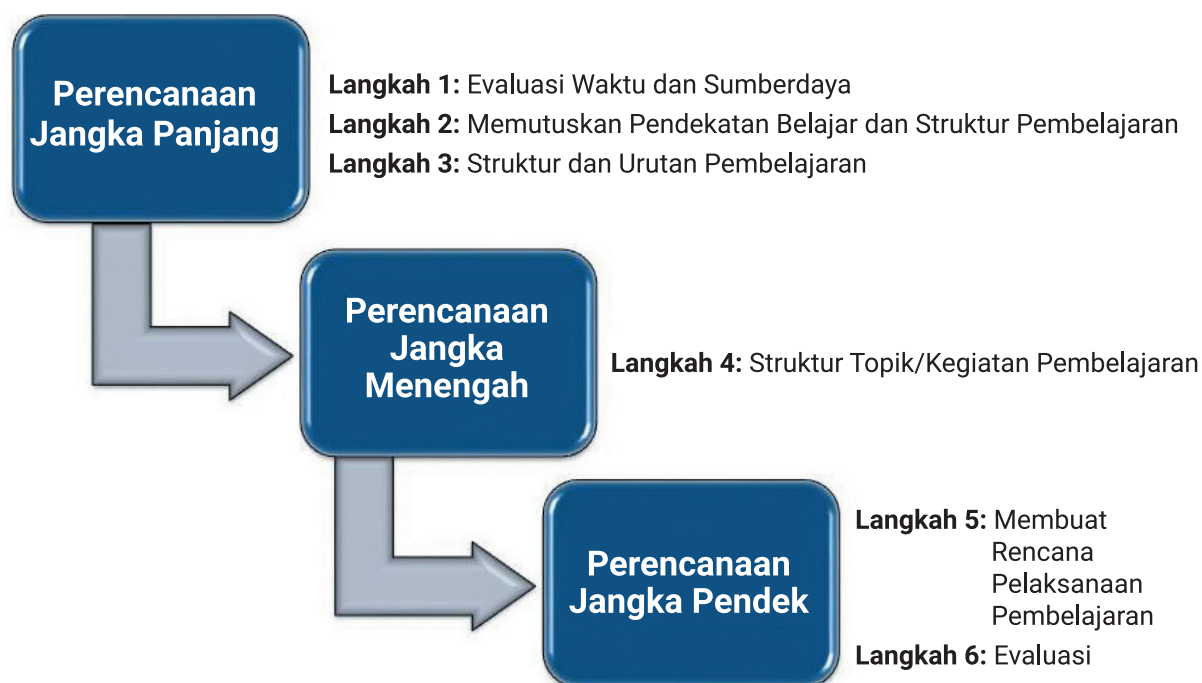 Perencanaan
Jangka Panjang
Langkah 1: Evaluasi Waktu dan Sumberdaya
Langkah 2: Memutuskan Pendekatan Belajar dan Struktur Pembelajaran
Langkah 3: Struktur dan Urutan Pembelajaran
Perencanaan
Jangka
Menengah
Langkah 4: Struktur Topik/Kegiatan Pembelajaran
Perencanaan
Jangka Pendek
Langkah 5: Membuat
Rencana
Pelaksanaan
Pembelajaran
Langkah 6: Evaluasi